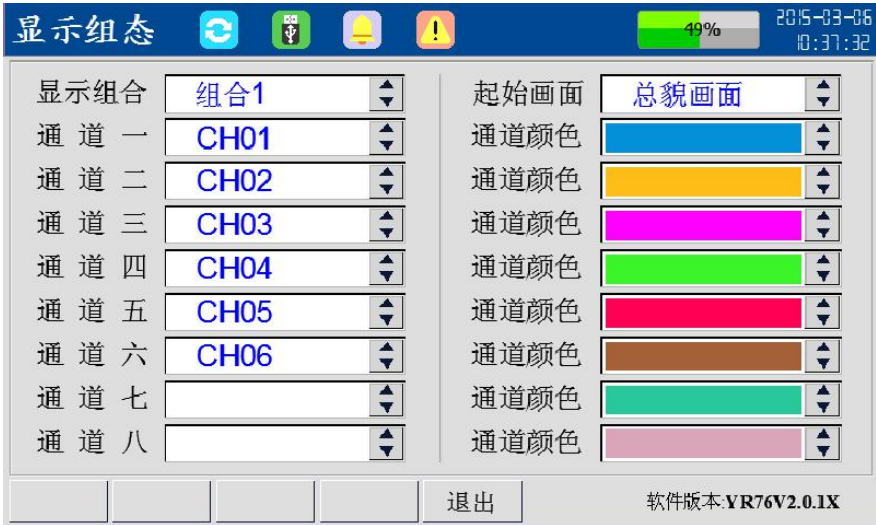 显示组态 49% 2015-03-06
10:37:32
显示组合 组合1 起始画面 总貌画面
通道一 CH01 通道颜色
通道二 CH02 通道颜色
通道三 CH03 通道颜色
通道四 CH04 通道颜色
通道五 CH05 通道颜色
通道六 CH06 通道颜色
通道七 通道颜色
通道八 通道颜色
退出 软件版本:YR76V2.0.1X